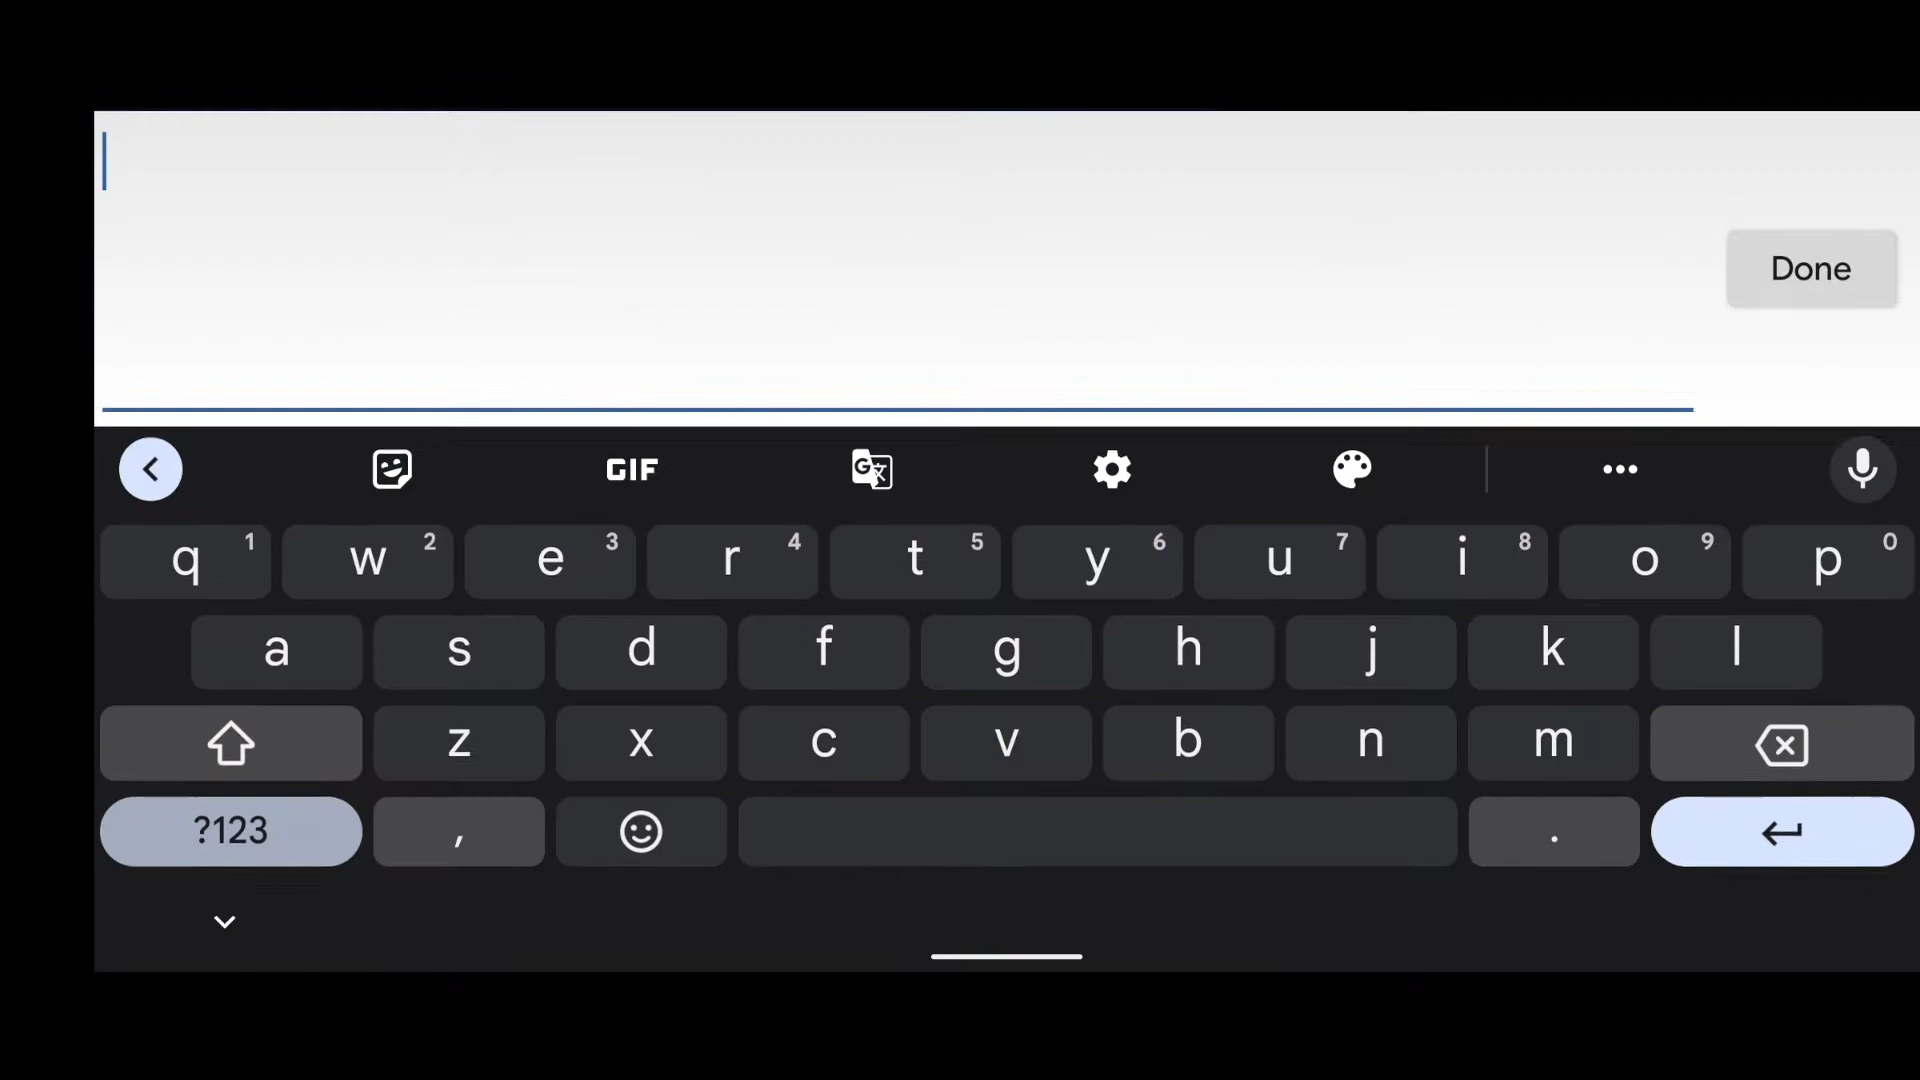 Done
GIF
q 1 w 2 e 3 r 4 t 5 y 6 u 7 i 8 o 9 p 0
a s d f g h j k l
z x c v b n m
?123 , .